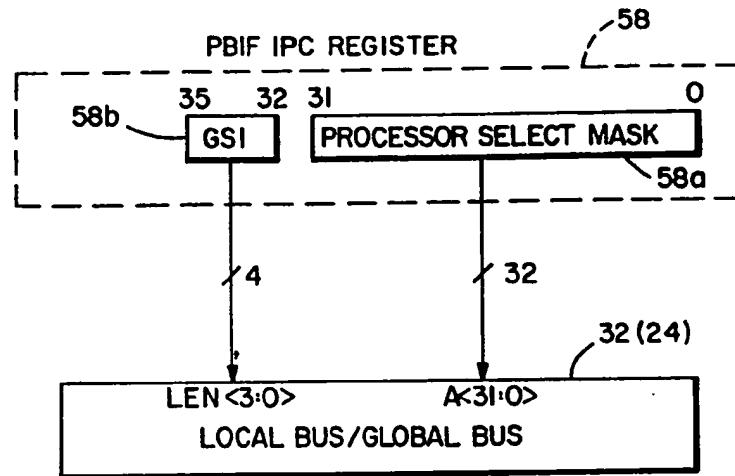 PBIF IPC REGISTER
58
35 32 31 0
58b
GSI
PROCESSOR SELECT MASK
58a
4
32
32 (24)
LEN<3:0> A<31:0>
LOCAL BUS/GLOBAL BUS